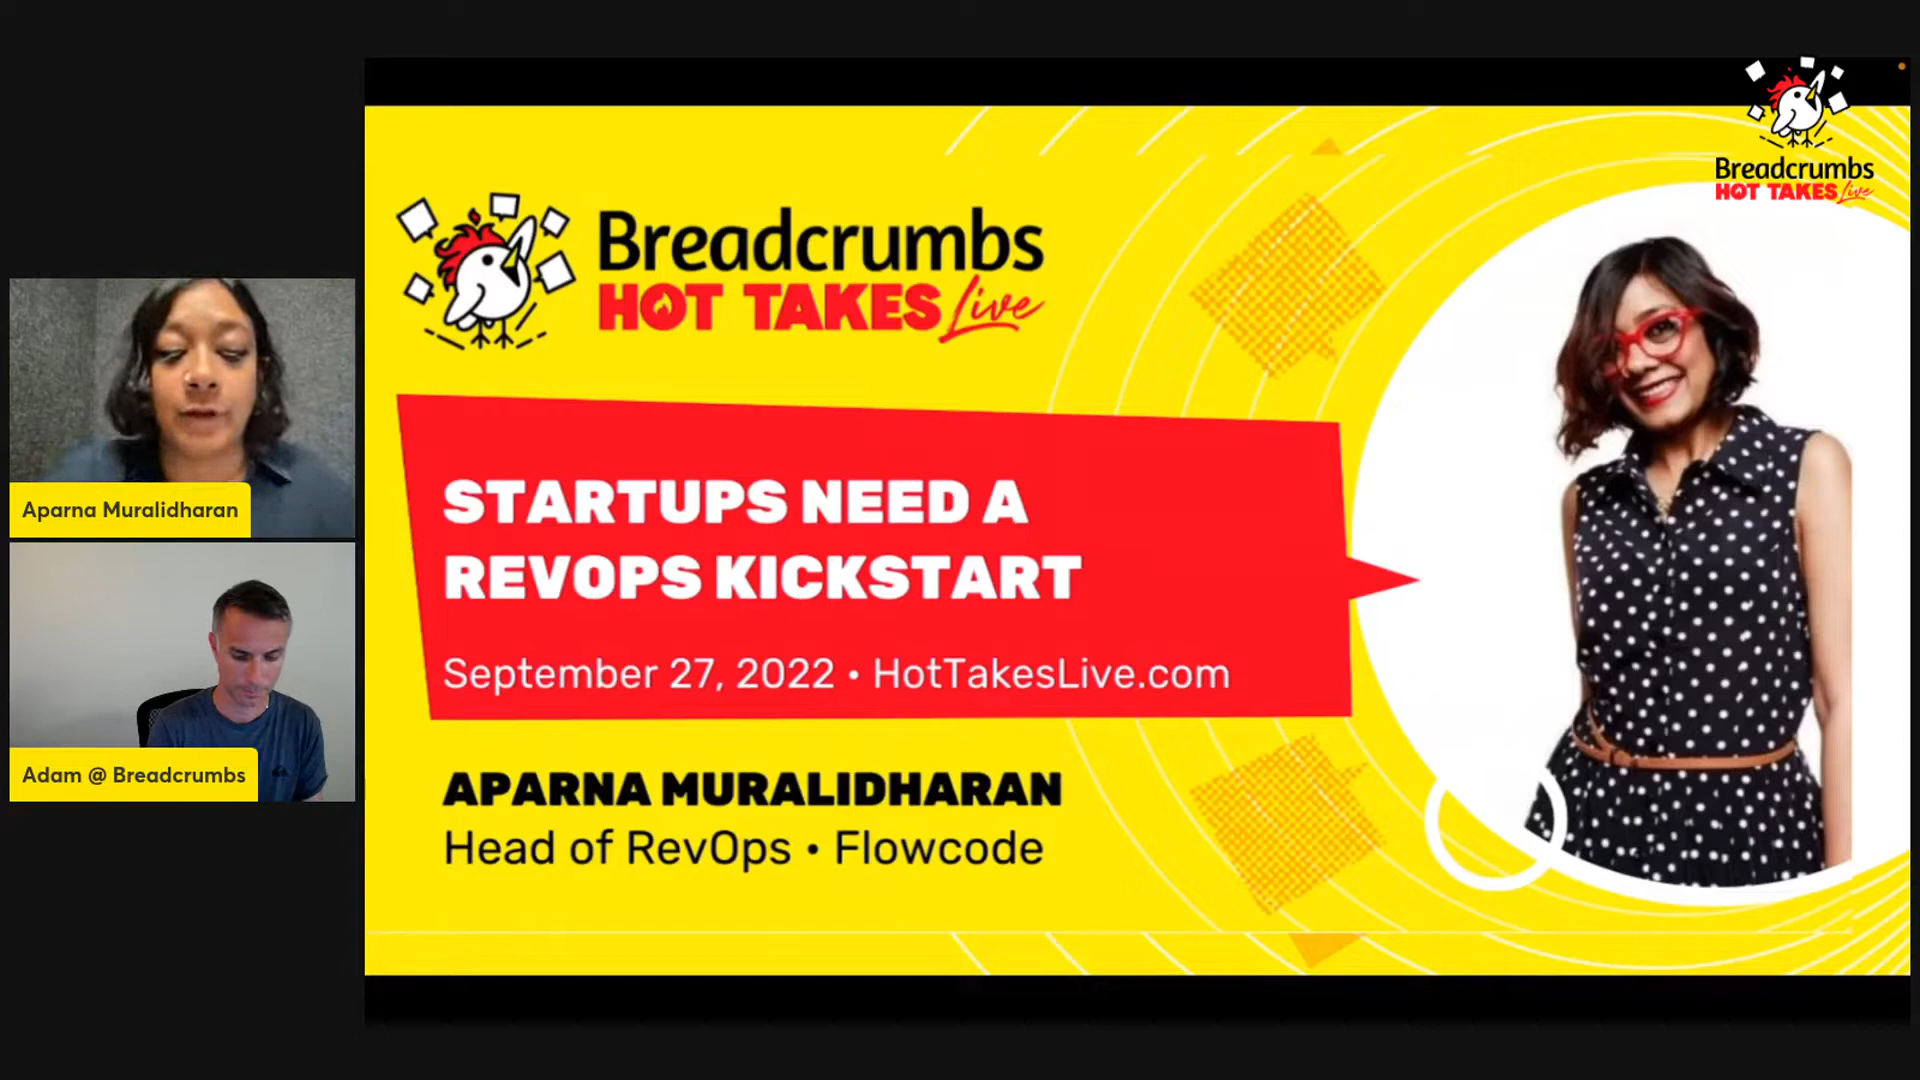 Breadcrumbs
HOT TAKES Live
Breadcrumbs
HOT TAKES Live
STARTUPS NEED A
REVOPS KICKSTART
September 27, 2022 • HotTakesLive.com
APARNA MURALIDHARAN
Head of RevOps • Flowcode
Aparna Muralidharan
Adam @ Breadcrumbs